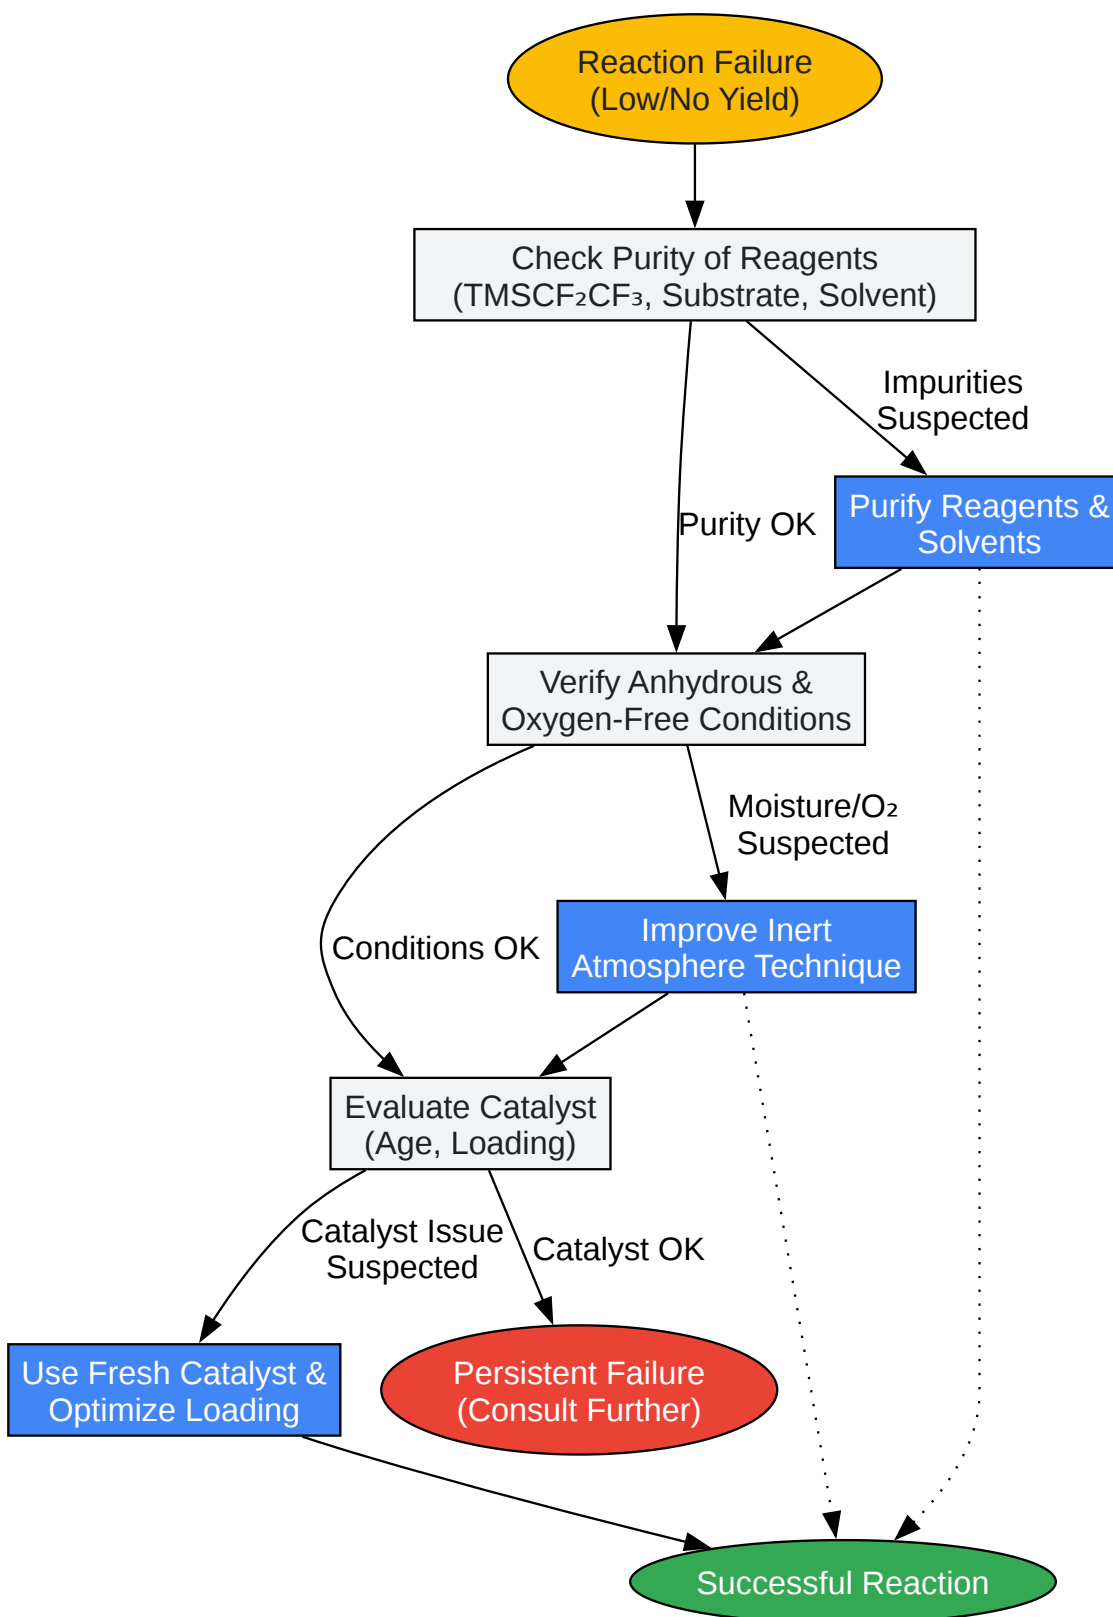 Reaction Failure
(Low/No Yield)
Check Purity of Reagents
(TMSCF₂CF₃, Substrate, Solvent)
Impurities
Suspected
Purity OK
Purify Reagents &
Solvents
Verify Anhydrous &
Oxygen-Free Conditions
Moisture/O₂
Suspected
Conditions OK
Improve Inert
Atmosphere Technique
Evaluate Catalyst
(Age, Loading)
Catalyst Issue
Suspected
Catalyst OK
Use Fresh Catalyst &
Optimize Loading
Persistent Failure
(Consult Further)
Successful Reaction